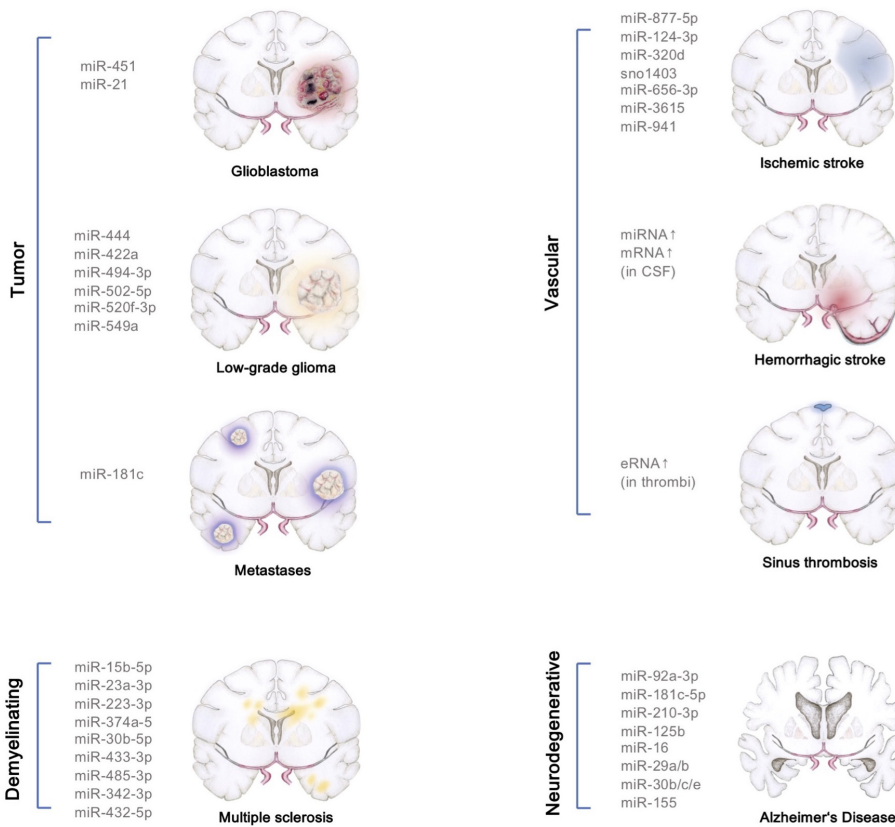 Tumor
miR-451
miR-21
Glioblastoma
miR-444
miR-422a
miR-494-3p
miR-502-5p
miR-520f-3p
miR-549a
Low-grade glioma
miR-181c
Metastases
Vascular
miR-877-5p
miR-124-3p
miR-320d
sno1403
miR-656-3p
miR-3615
miR-941
Ischemic stroke
miRNA↑
mRNA↑
(in CSF)
Hemorrhagic stroke
eRNA↑
(in thrombi)
Sinus thrombosis
Demyelinating
miR-15b-5p
miR-23a-3p
miR-223-3p
miR-374a-5
miR-30b-5p
miR-433-3p
miR-485-3p
miR-342-3p
miR-432-5p
Multiple sclerosis
Neurodegenerative
miR-92a-3p
miR-181c-5p
miR-210-3p
miR-125b
miR-16
miR-29a/b
miR-30b/c/e
miR-155
Alzheimer's Disease